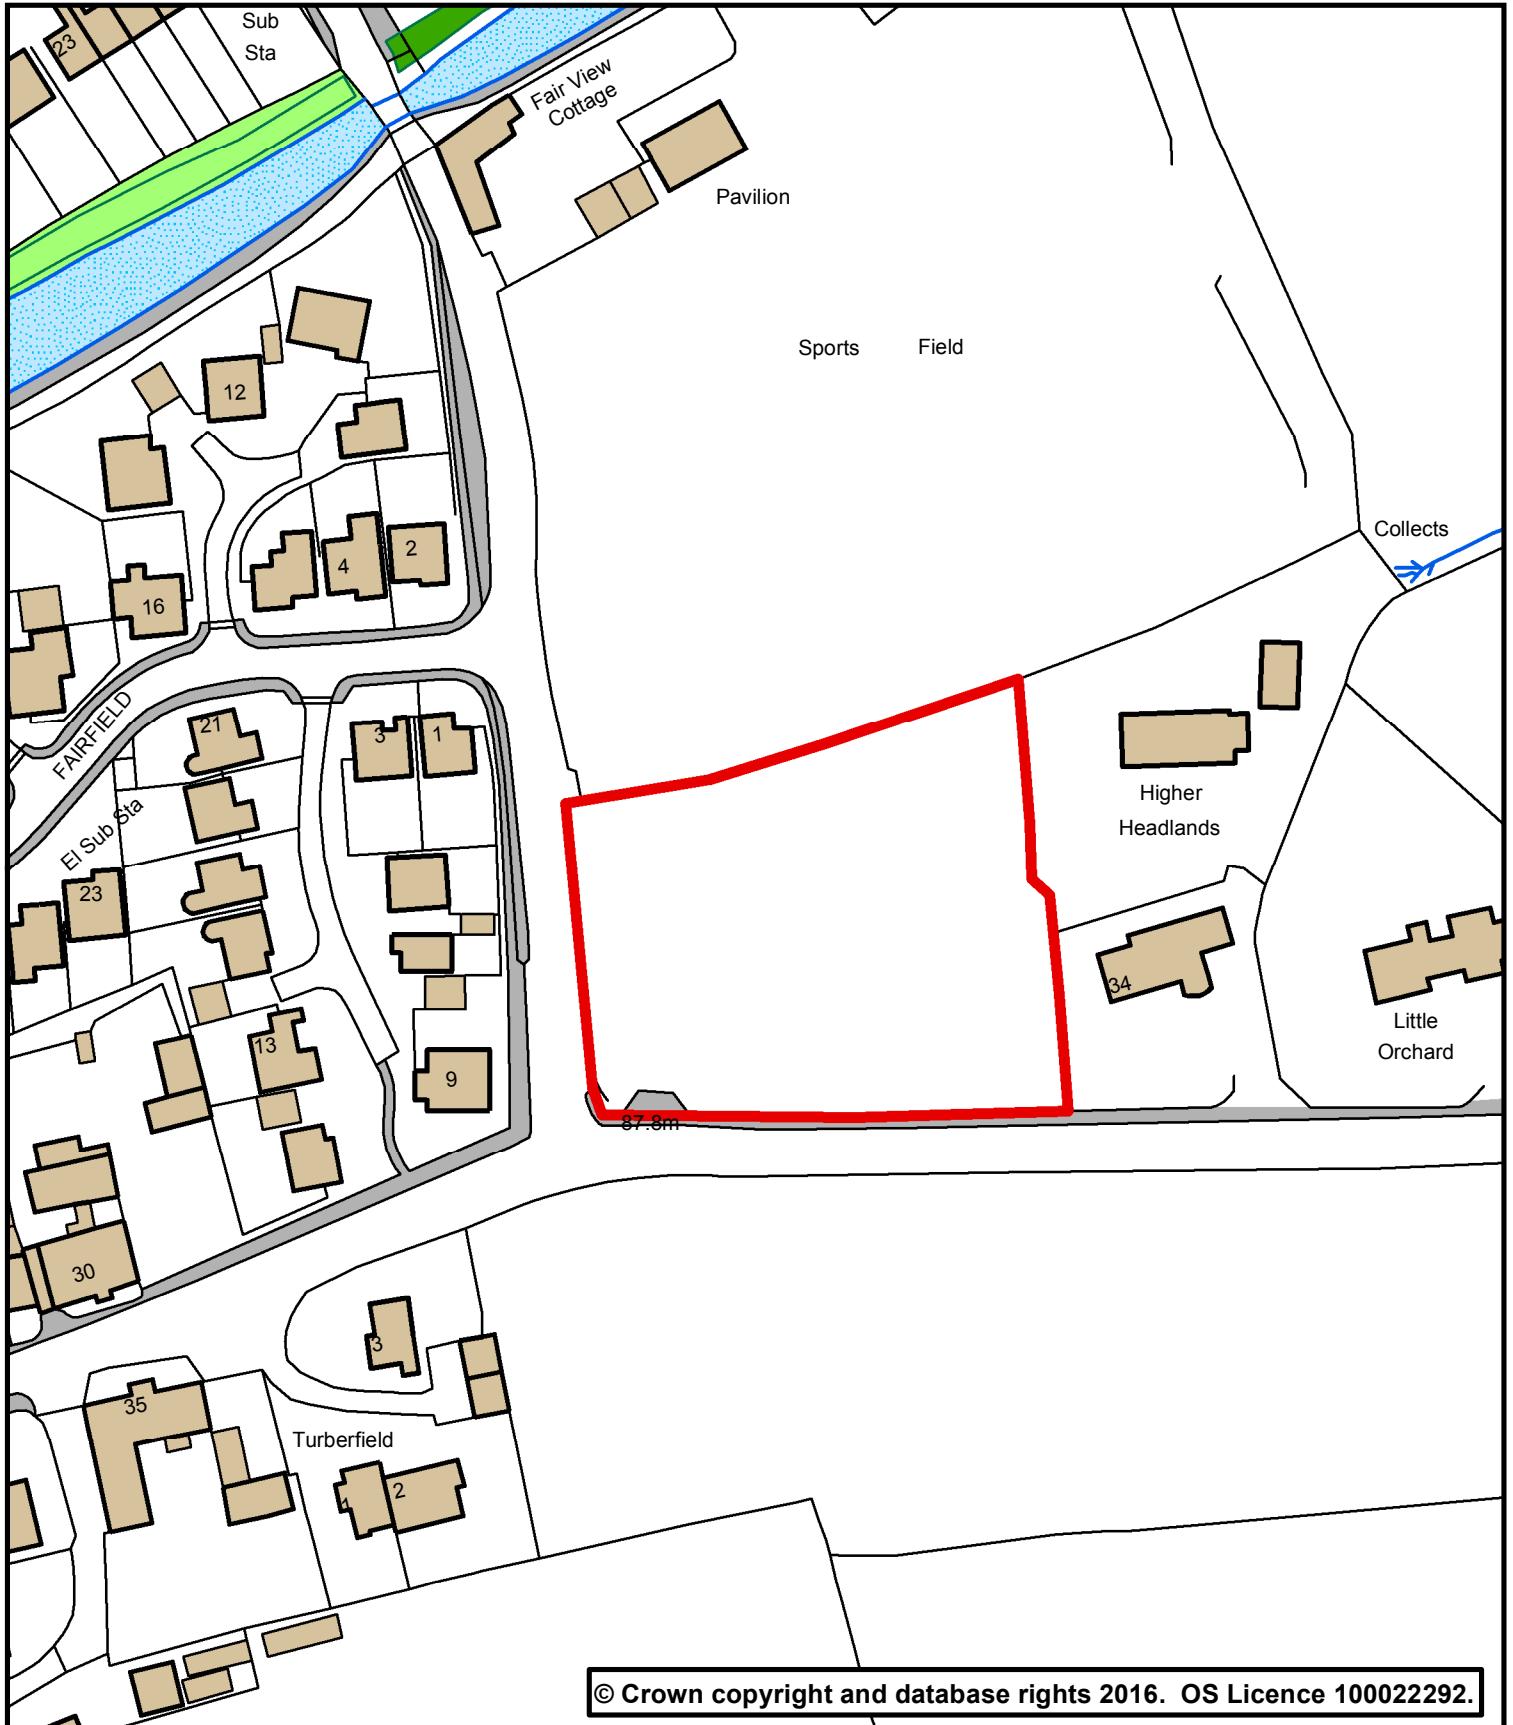 Sub
Sta
23
Fair View
Cottage
Pavilion
Sports Field
12
Collects
2
4
16
FAIRFIELD
21
3
1
Higher
Headlands
El Sub Sta
23
34
Little
Orchard
13
9
87.8m
30
3
35
Turberfield
2
1
© Crown copyright and database rights 2016. OS Licence 100022292.